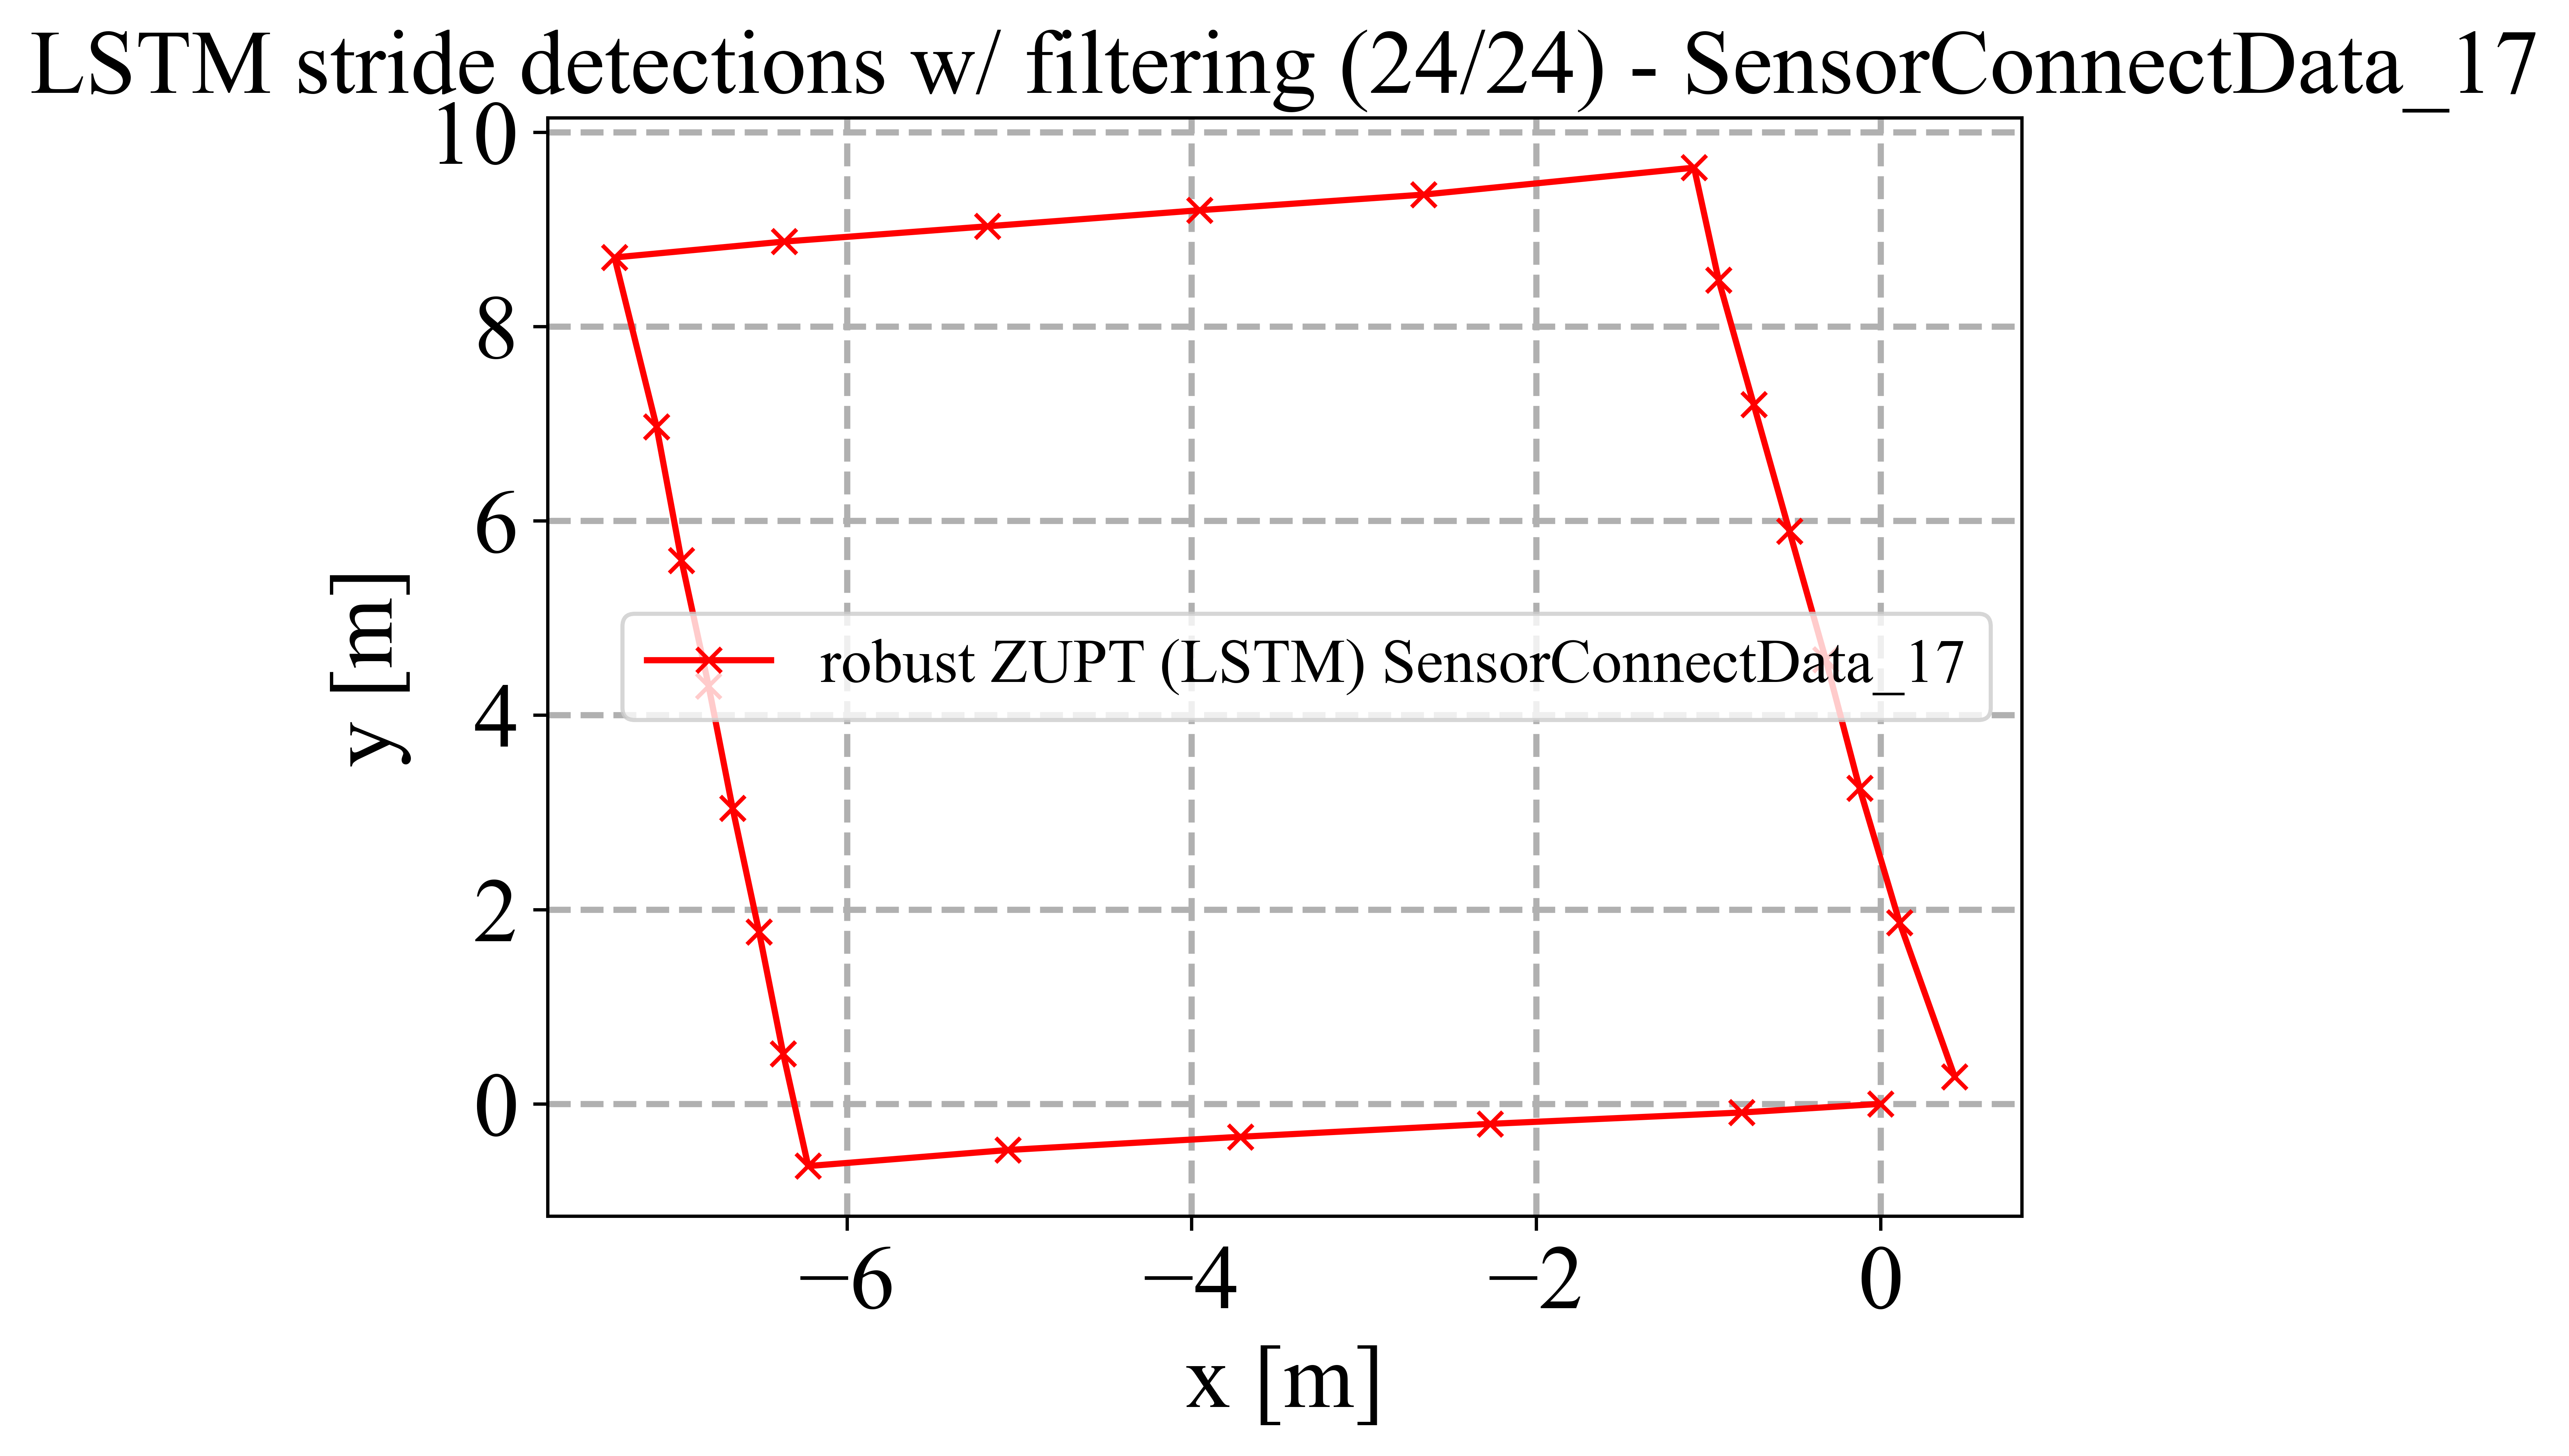 LSTM stride detections w/ filtering (24/24) - SensorConnectData_17
10
8
6
4
2
0
y [m]
robust ZUPT (LSTM) SensorConnectData_17
−6 −4 −2 0
x [m]